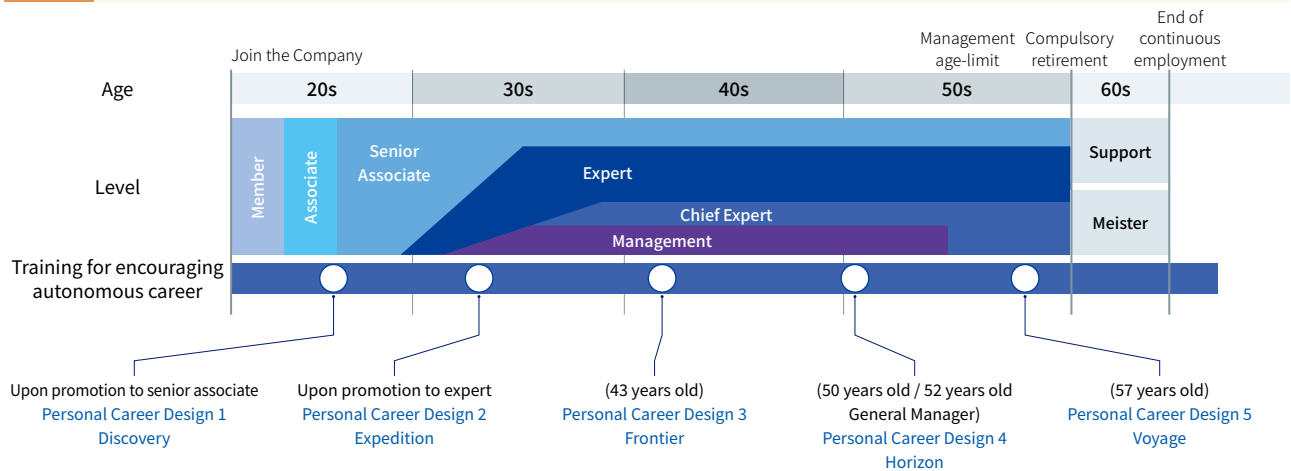 Join the Company
Management
age-limit
Compulsory
retirement
End of
continuous
employment
Age
20s
30s
40s
50s
60s
Level
Member
Associate
Senior
Associate
Expert
Chief Expert
Management
Support
Meister
Training for encouraging
autonomous career
Upon promotion to senior associate
Personal Career Design 1
Discovery
Upon promotion to expert
Personal Career Design 2
Expedition
(43 years old)
Personal Career Design 3
Frontier
(50 years old / 52 years old
General Manager)
Personal Career Design 4
Horizon
(57 years old)
Personal Career Design 5
Voyage